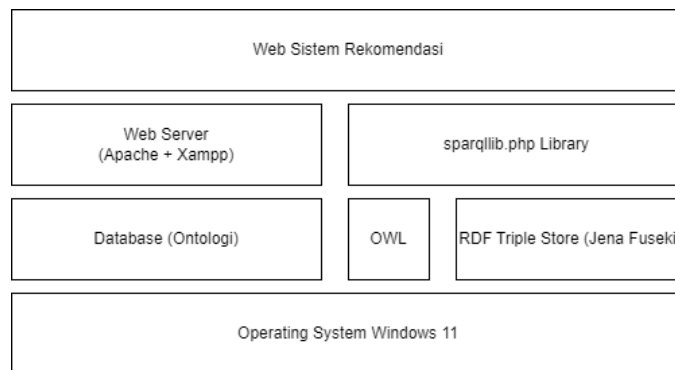 Web Sistem Rekomendasi
Web Server
(Apache + Xampp)
sparqllib.php Library
Database (Ontologi)
OWL
RDF Triple Store (Jena Fuseki
Operating System Windows 11